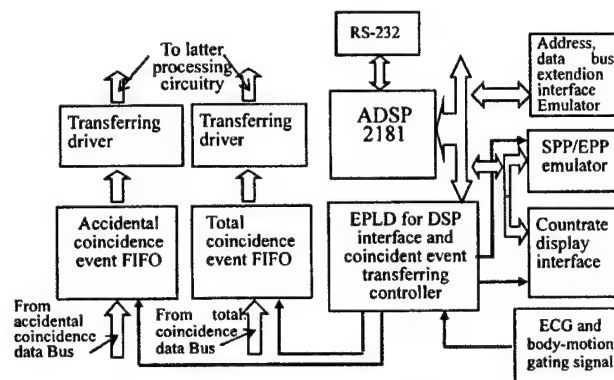 To latter
processing
circuitry
RS-232
Address,
data bus
extendion
interface
Emulator
Transferring
driver
Transferring
driver
ADSP
2181
SPP/EPP
emulator
Accidental
coincidence
event FIFO
Total
coincidence
event FIFO
EPLD for DSP
interface and
coincident event
transferring
controller
Countrate
display
interface
From
accidental
coincidence
data Bus
From total
coincidence
data Bus
ECG and
body-motion
gating signal